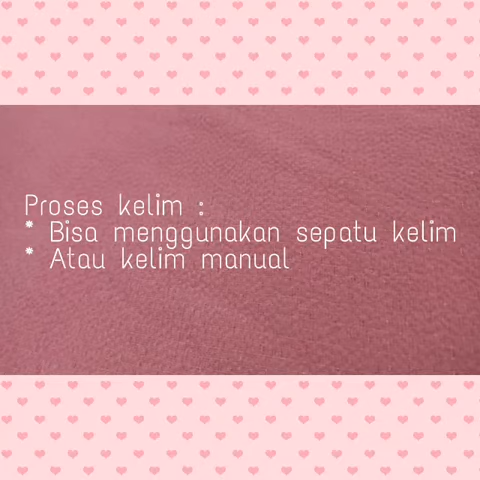 Proses kelim :
* Bisa menggunakan sepatu kelim
* Atau kelim manual